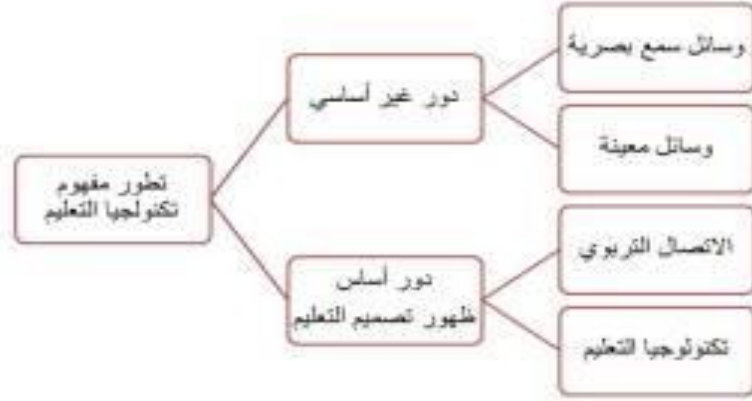 وسائل سمع بصرية
دور غير أساسي
وسائل معينة
تطور مفهوم
تكنولجيا التعليم
الاتصال التربوي
دور أساس
ظهور تصميم التعليم
تكنولوجيا التعليم